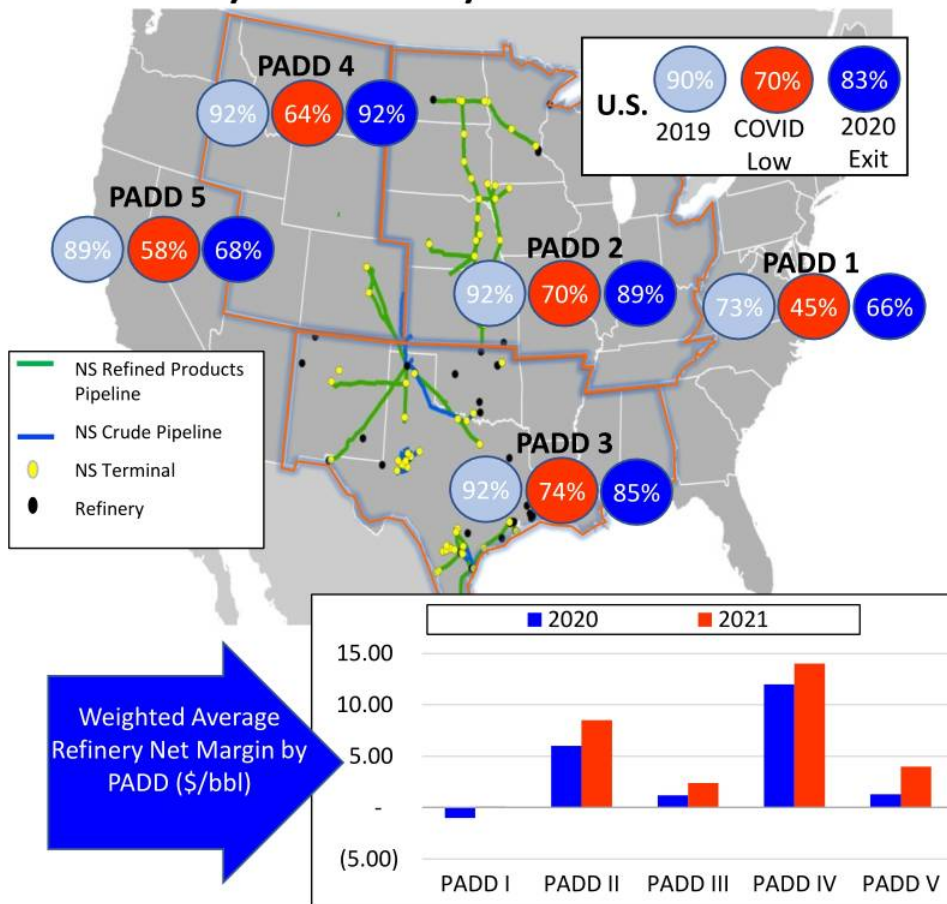 PADD 4
92% 64% 92%
U.S.
90% 70% 83%
2019 COVID Low 2020 Exit
PADD 5
89% 58% 68%
PADD 2
92% 70% 89%
PADD 1
73% 45% 66%
NS Refined Products
Pipeline
NS Crude Pipeline
NS Terminal
Refinery
PADD 3
92% 74% 85%
Weighted Average
Refinery Net Margin by
PADD ($/bbl)
2020 2021
15.00
10.00
5.00
-
(5.00)
PADD I PADD II PADD III PADD IV PADD V